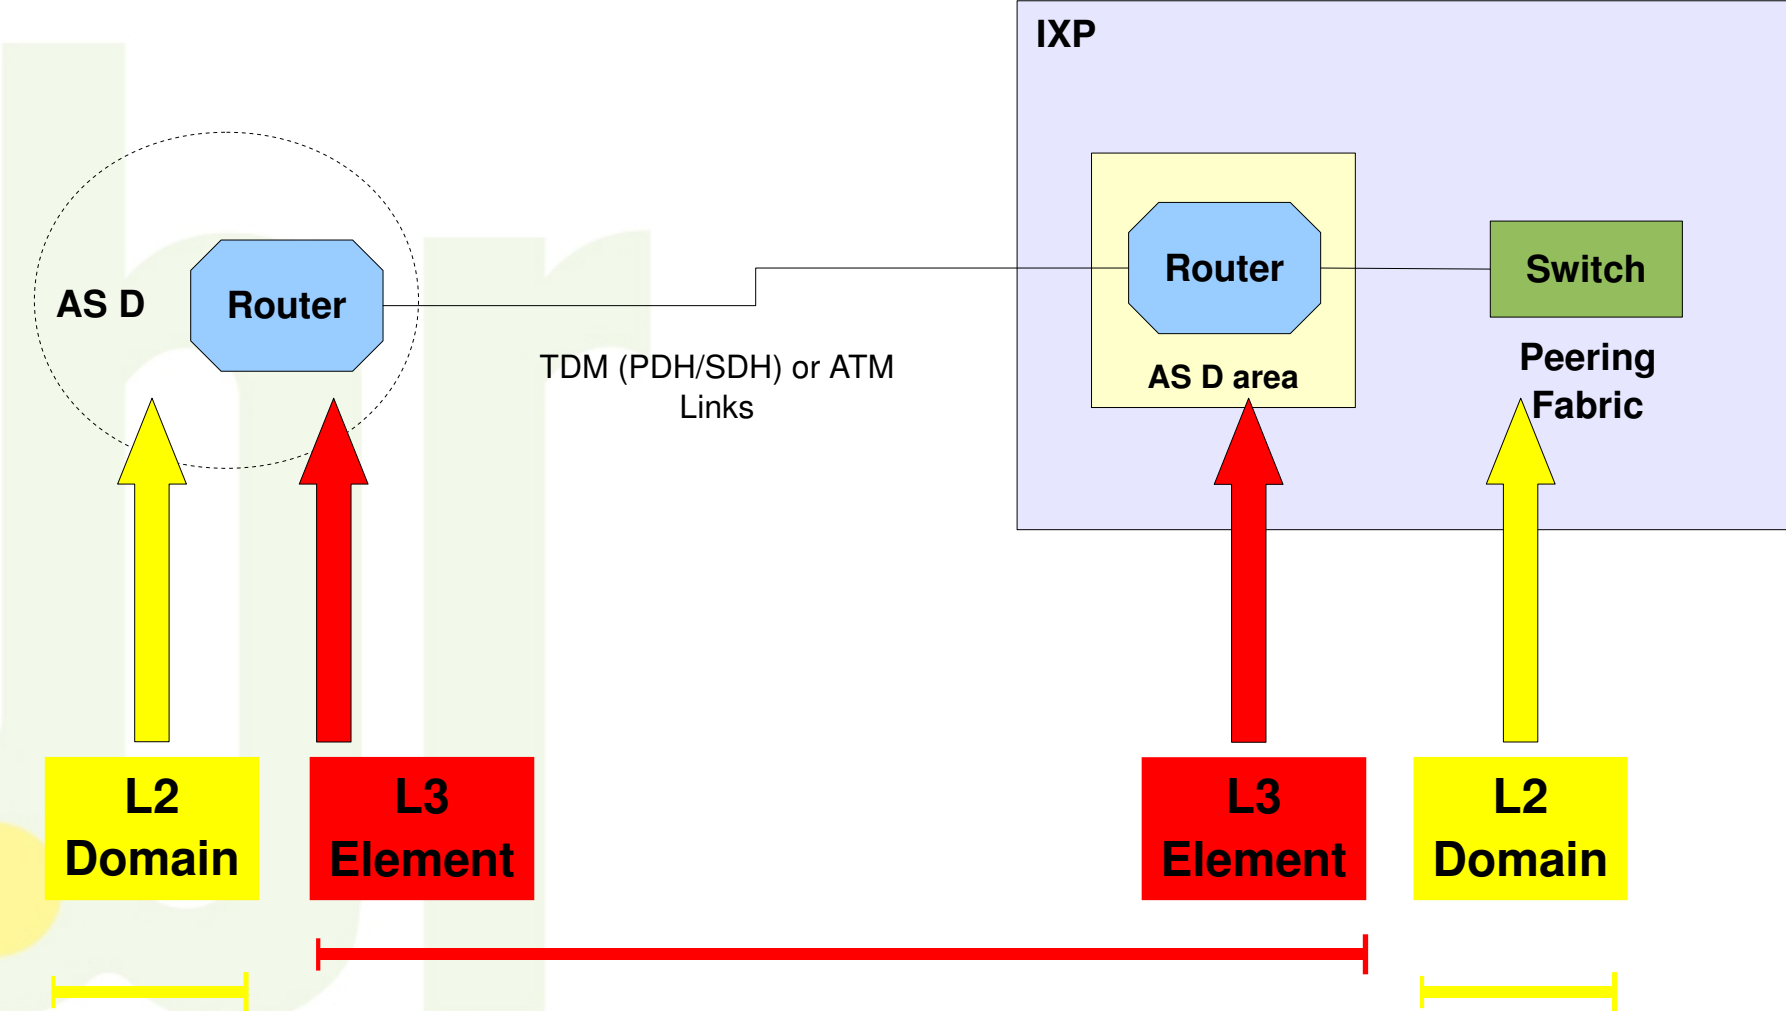 IXP
AS D
Router
TDM (PDH/SDH) or ATM
Links
Router
AS D area
Switch
Peering
Fabric
L2
Domain
L3
Element
L3
Element
L2
Domain